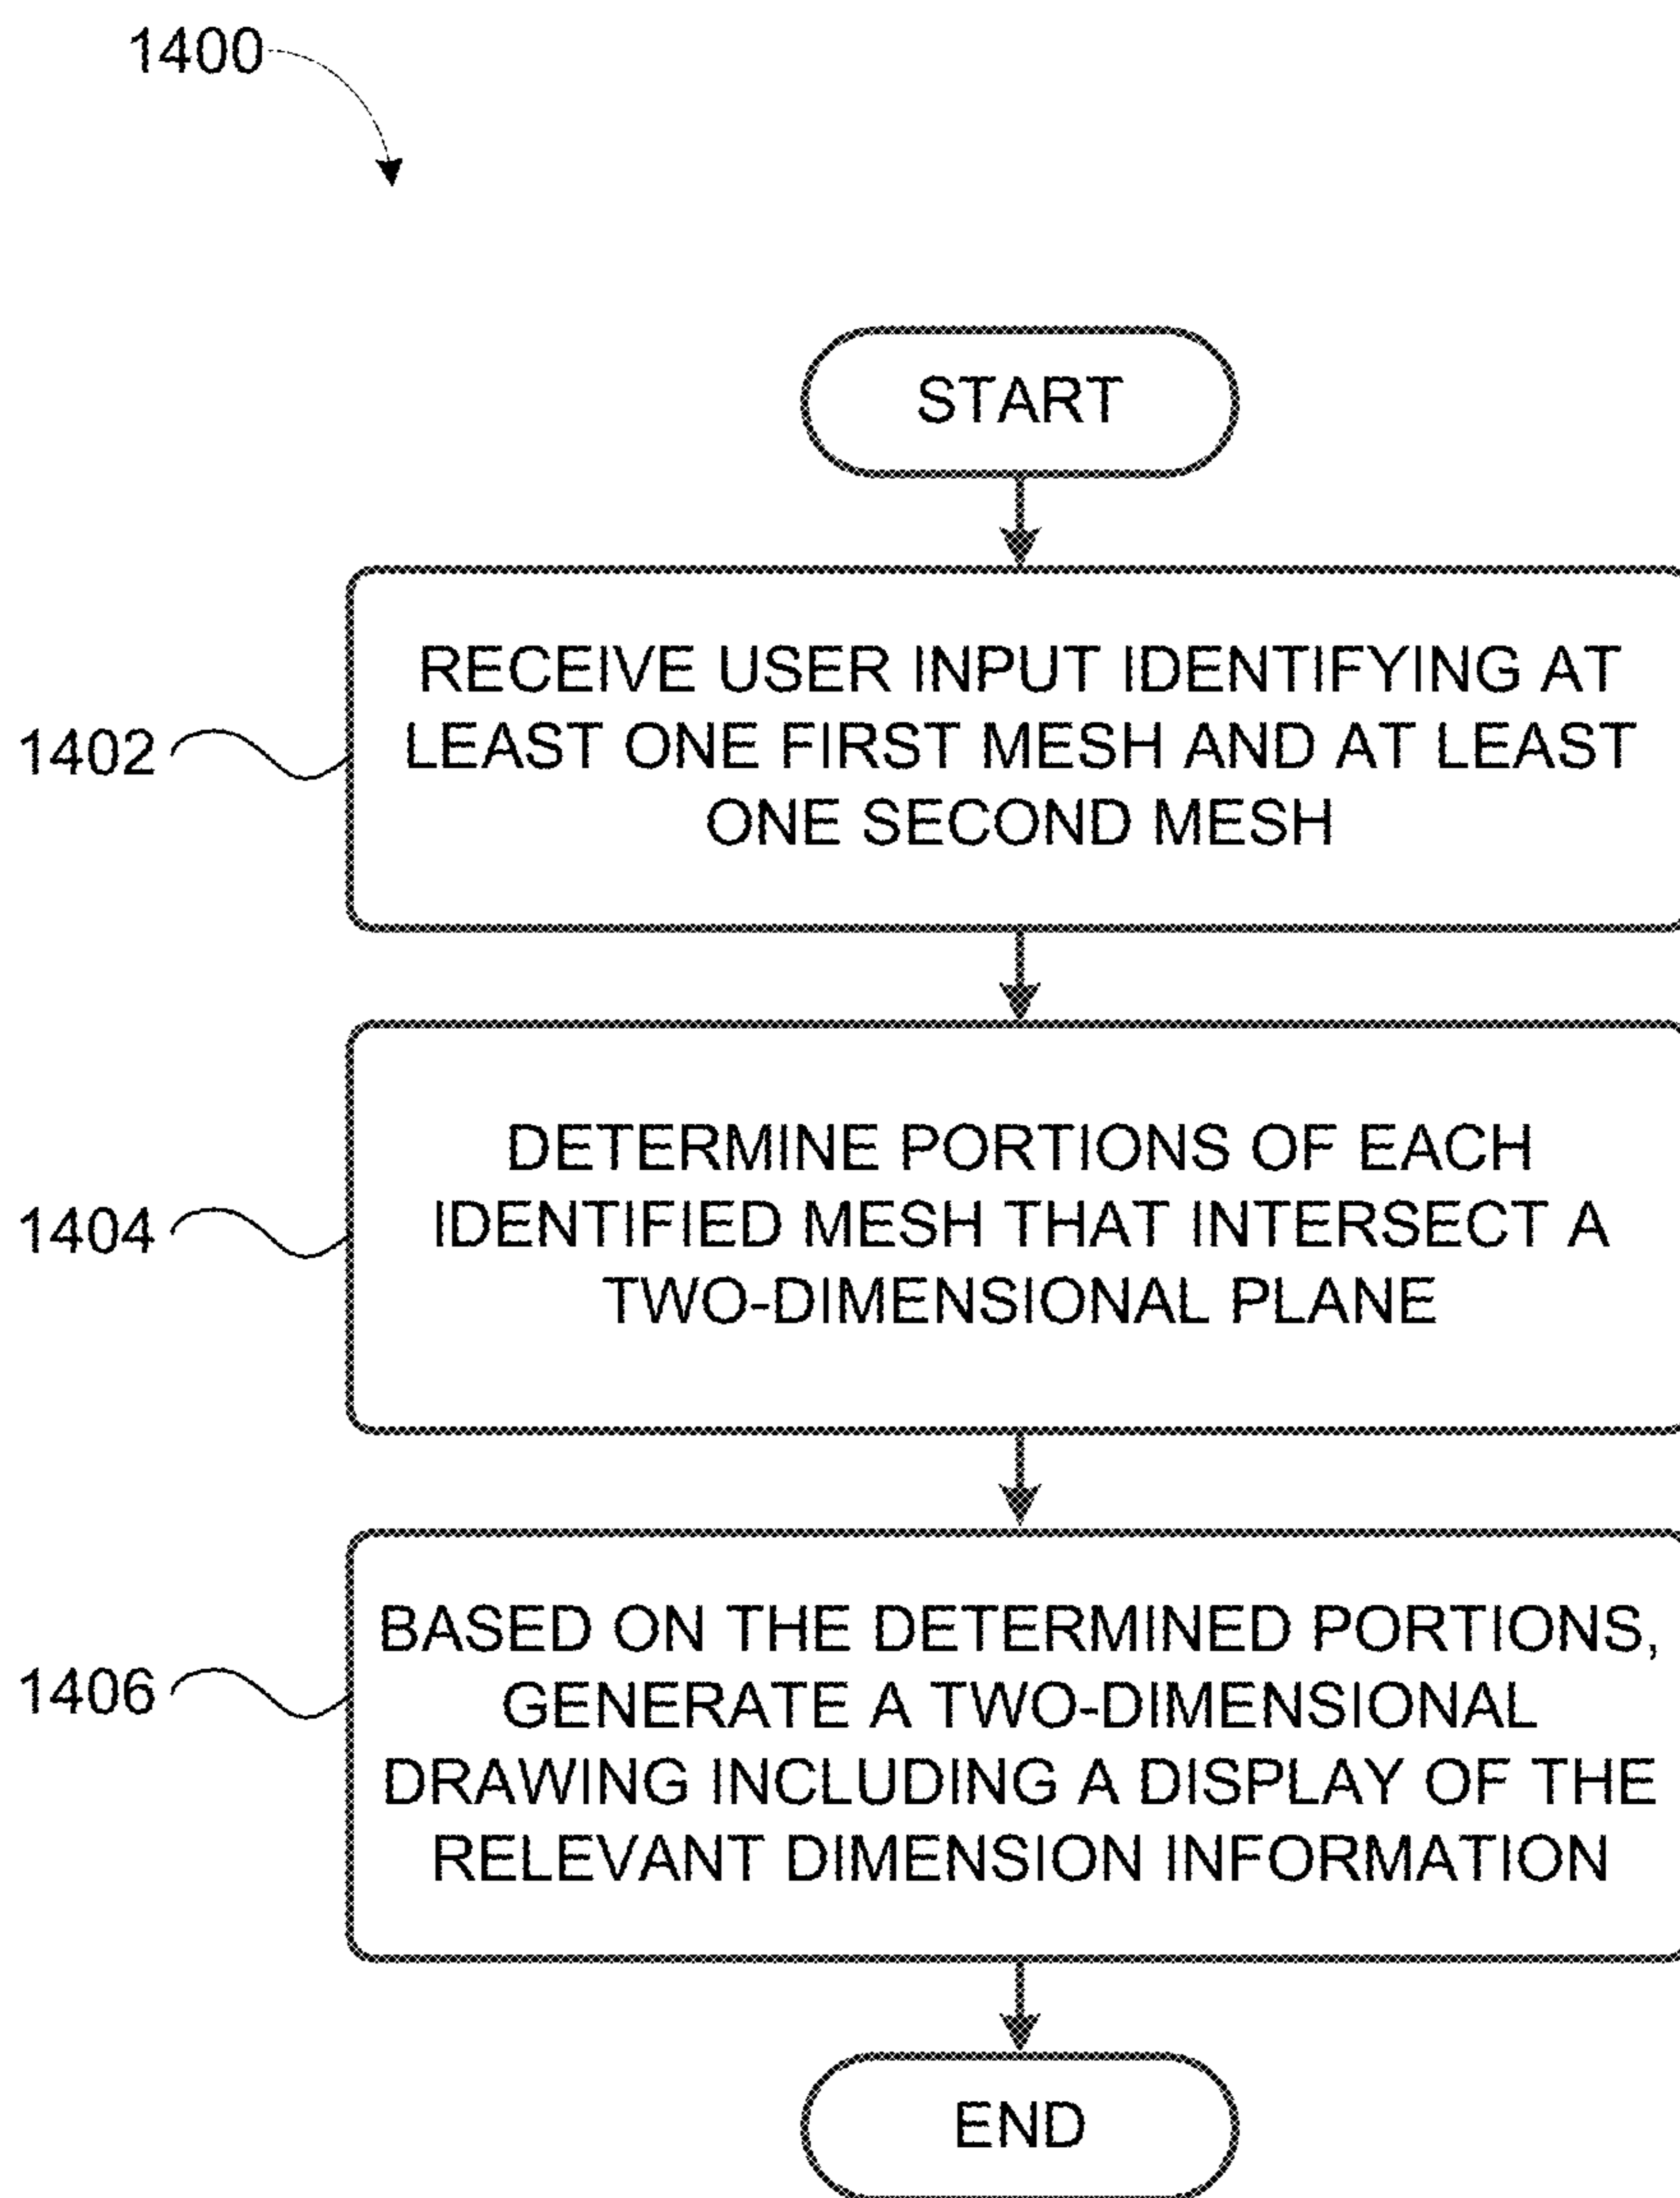 1400
START
1402
RECEIVE USER INPUT IDENTIFYING AT
LEAST ONE FIRST MESH AND AT LEAST
ONE SECOND MESH
1404
DETERMINE PORTIONS OF EACH
IDENTIFIED MESH THAT INTERSECT A
TWO-DIMENSIONAL PLANE
1406
BASED ON THE DETERMINED PORTIONS,
GENERATE A TWO-DIMENSIONAL
DRAWING INCLUDING A DISPLAY OF THE
RELEVANT DIMENSION INFORMATION
END